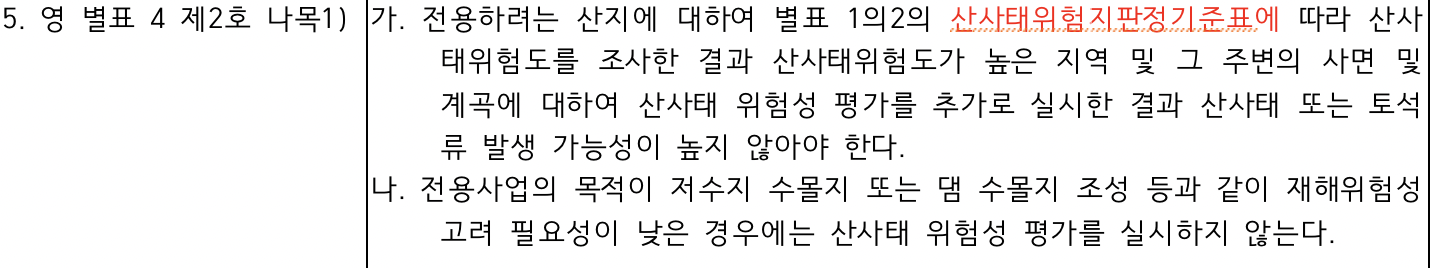 5. 영 별표 4 제2호 나목1) 가. 전용하려는 산지에 대하여 별표 1의2의 산사태위험지판정기준표에 따라 산사
태위험도를 조사한 결과 산사태위험도가 높은 지역 및 그 주변의 사면 및
계곡에 대하여 산사태 위험성 평가를 추가로 실시한 결과 산사태 또는 토석
류 발생 가능성이 높지 않아야 한다.
나. 전용사업의 목적이 저수지 수몰지 또는 댐 수몰지 조성 등과 같이 재해위험성
고려 필요성이 낮은 경우에는 산사태 위험성 평가를 실시하지 않는다.